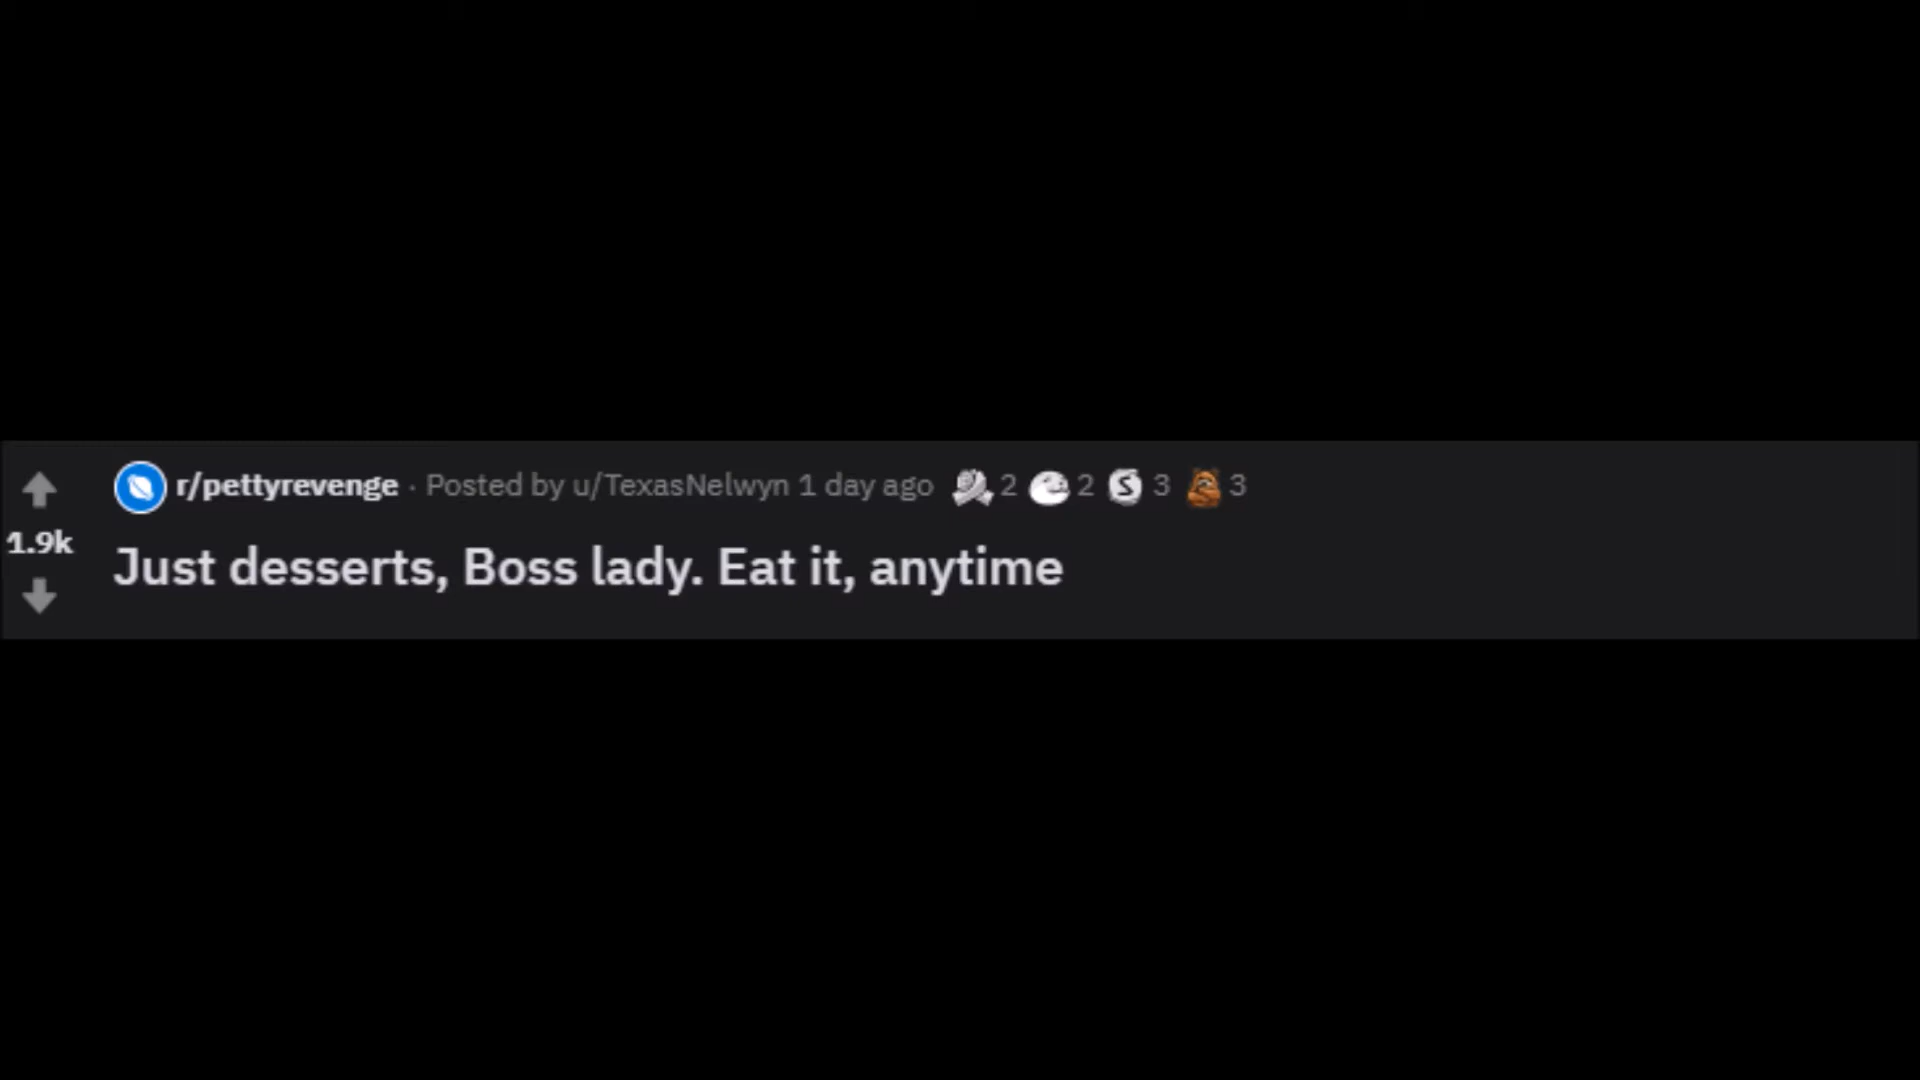 r/pettyrevenge · Posted by u/TexasNelwyn 1 day ago 2 2 S 3 3
1.9k
Just desserts, Boss lady. Eat it, anytime